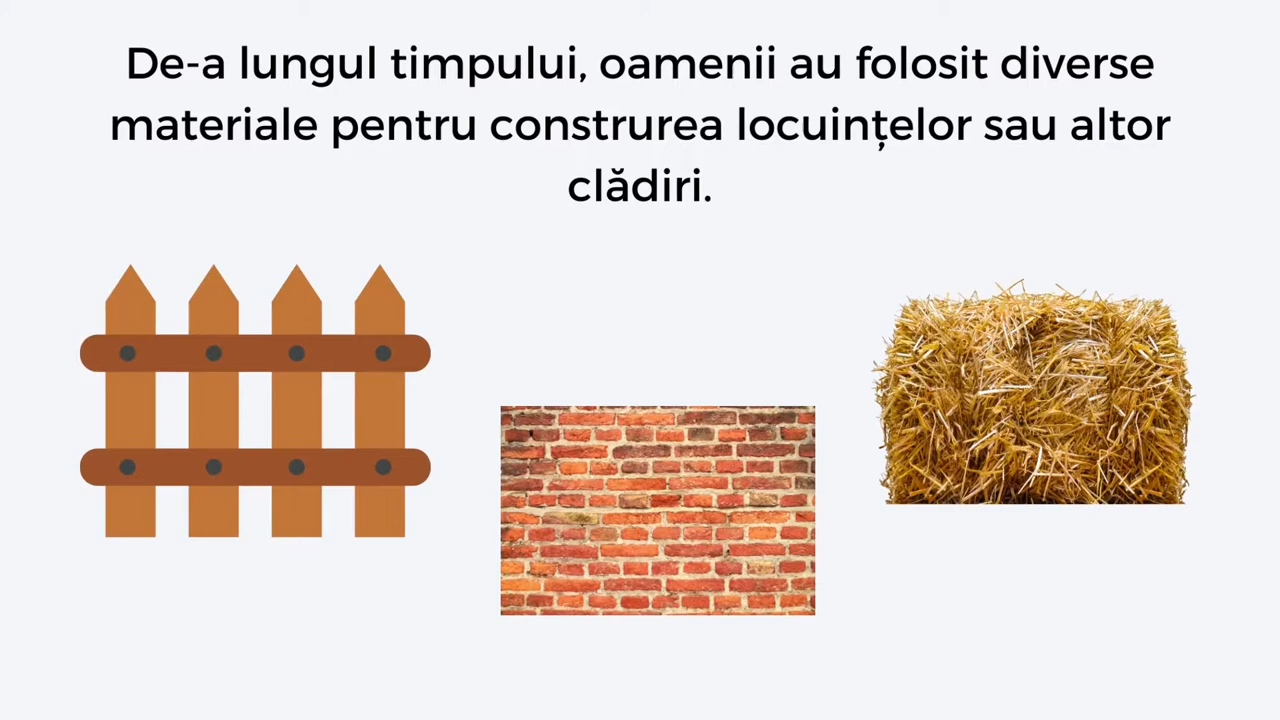 De-a lungul timpului, oamenii au folosit diverse
materiale pentru construrea locuințelor sau altor
clădiri.